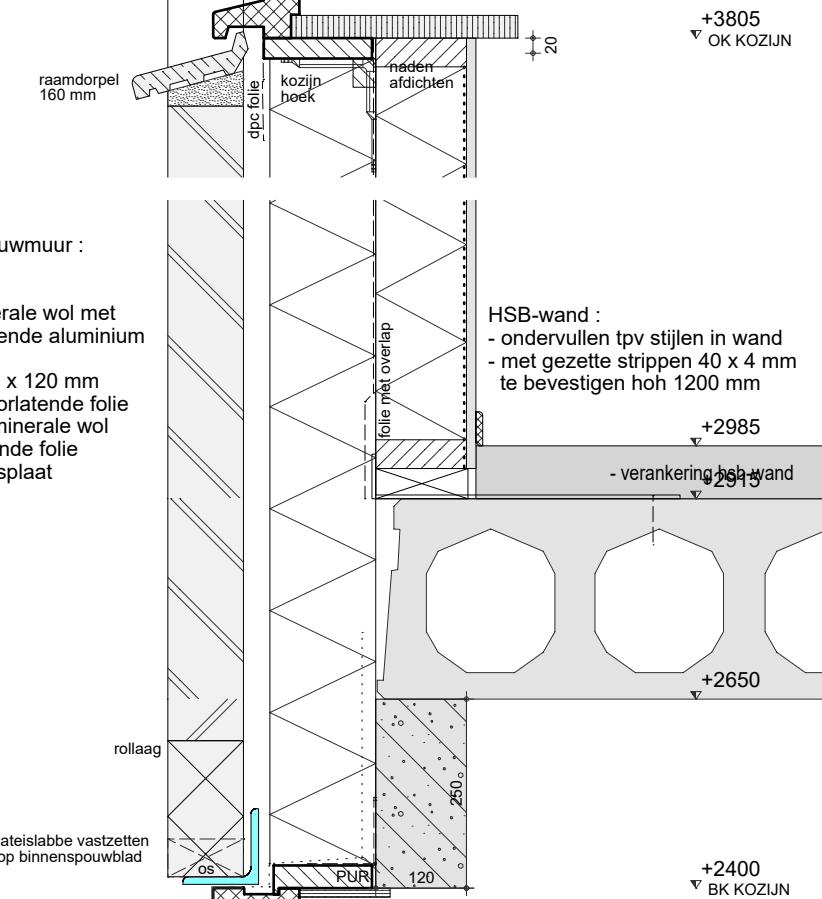 +3805
OK KOZIJN
20
raamdorpel
160 mm
dpc folie
kozijn
hoek
naden
afdichten
uwmuur :
rale wol met
ende aluminium
x 120 mm
orlatende folie
minerale wol
nde folie
splaat
folie met overlap
HSB-wand :
- ondervullen tpv stijlen in wand
- met gezette strippen 40 x 4 mm
te bevestigen hoh 1200 mm
+2985
- verankering hsb-wand
+2915
+2650
rollaag
250
ateislabbe vastzetten
op binnenspouwblad
os
PUR
120
+2400
BK KOZIJN